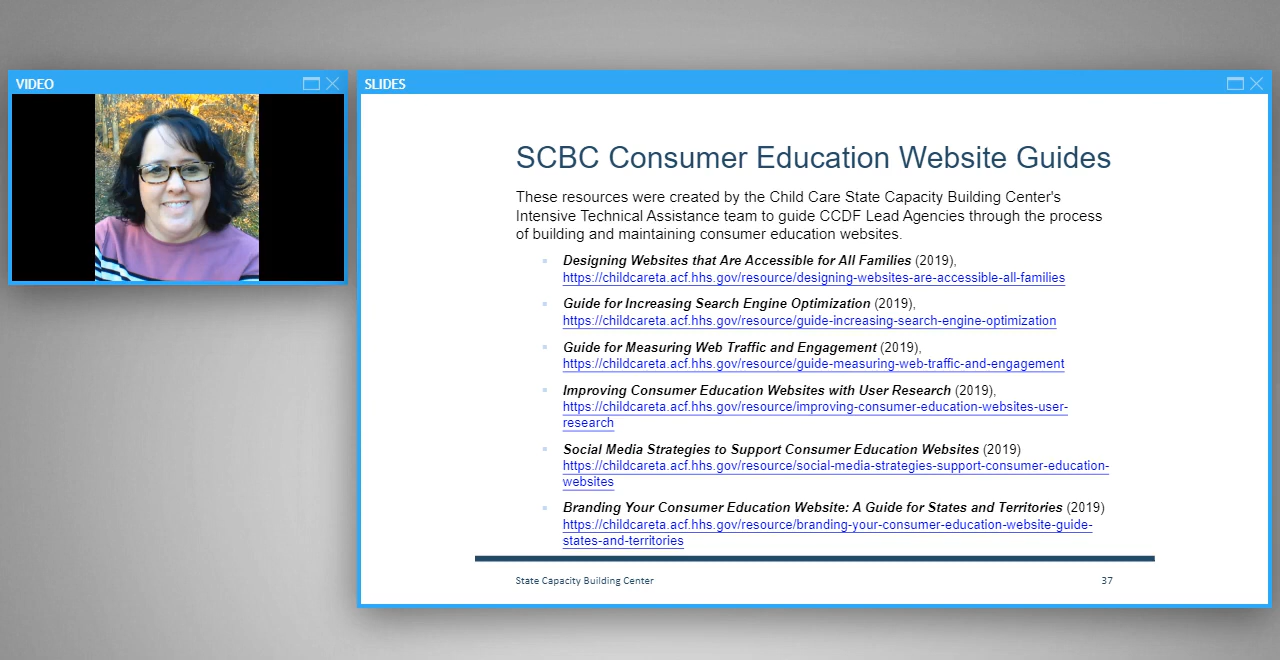 VIDEO
SLIDES
SCBC Consumer Education Website Guides
These resources were created by the Child Care State Capacity Building Center's
Intensive Technical Assistance team to guide CCDF Lead Agencies through the process
of building and maintaining consumer education websites.
Designing Websites that Are Accessible for All Families (2019),
https://childcareta.acf.hhs.gov/resource/designing-websites-are-accessible-all-families
Guide for Increasing Search Engine Optimization (2019),
https://childcareta.acf.hhs.gov/resource/guide-increasing-search-engine-optimization
Guide for Measuring Web Traffic and Engagement (2019),
https://childcareta.acf.hhs.gov/resource/guide-measuring-web-traffic-and-engagement
Improving Consumer Education Websites with User Research (2019),
https://childcareta.acf.hhs.gov/resource/improving-consumer-education-websites-user-
research
Social Media Strategies to Support Consumer Education Websites (2019)
https://childcareta.acf.hhs.gov/resource/social-media-strategies-support-consumer-education-
websites
Branding Your Consumer Education Website: A Guide for States and Territories (2019)
https://childcareta.acf.hhs.gov/resource/branding-your-consumer-education-website-guide-
states-and-territories
State Capacity Building Center
37